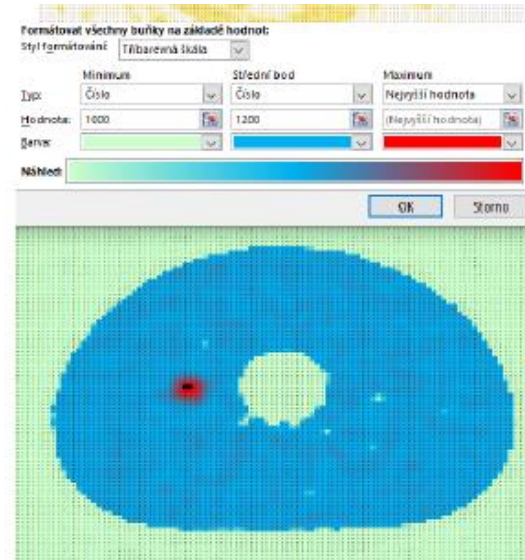 Formátovat všechny buňky na základě hodnot:
Styl formátování: Tříbarevná škála
Minimum Střední bod Maximum
Typ: Číslo Číslo Nejvyšší hodnota
Hodnota: 1000 1200 (Nejvyšší hodnota)
Barva:
Náhled:
OK Storno